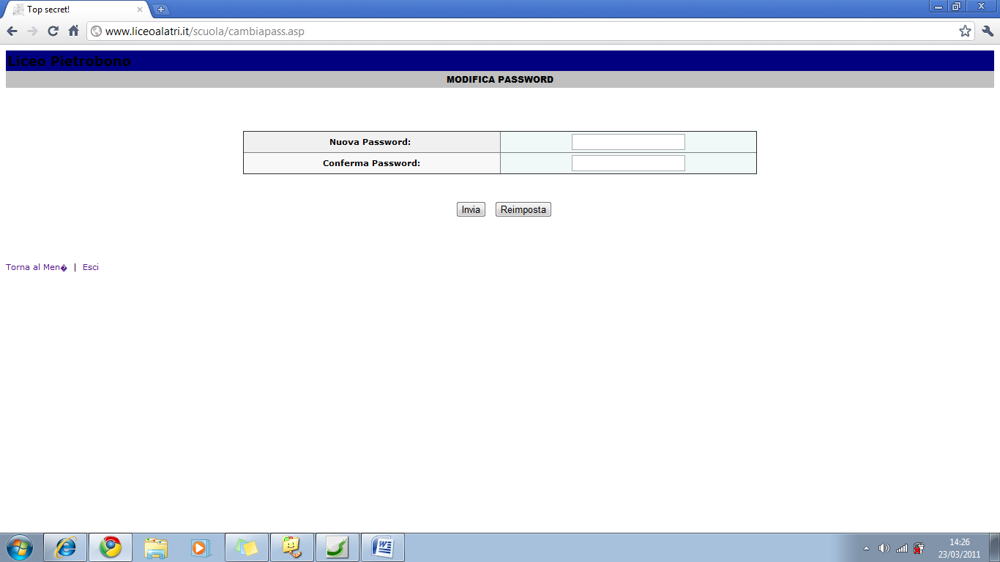 Top secret!
www.liceoalatri.it/scuola/cambiapass.asp
Liceo Pietrobono
MODIFICA PASSWORD
Nuova Password:
Conferma Password:
Invia Reimposta
Torna al Men� | Esci
14:26
23/03/2011